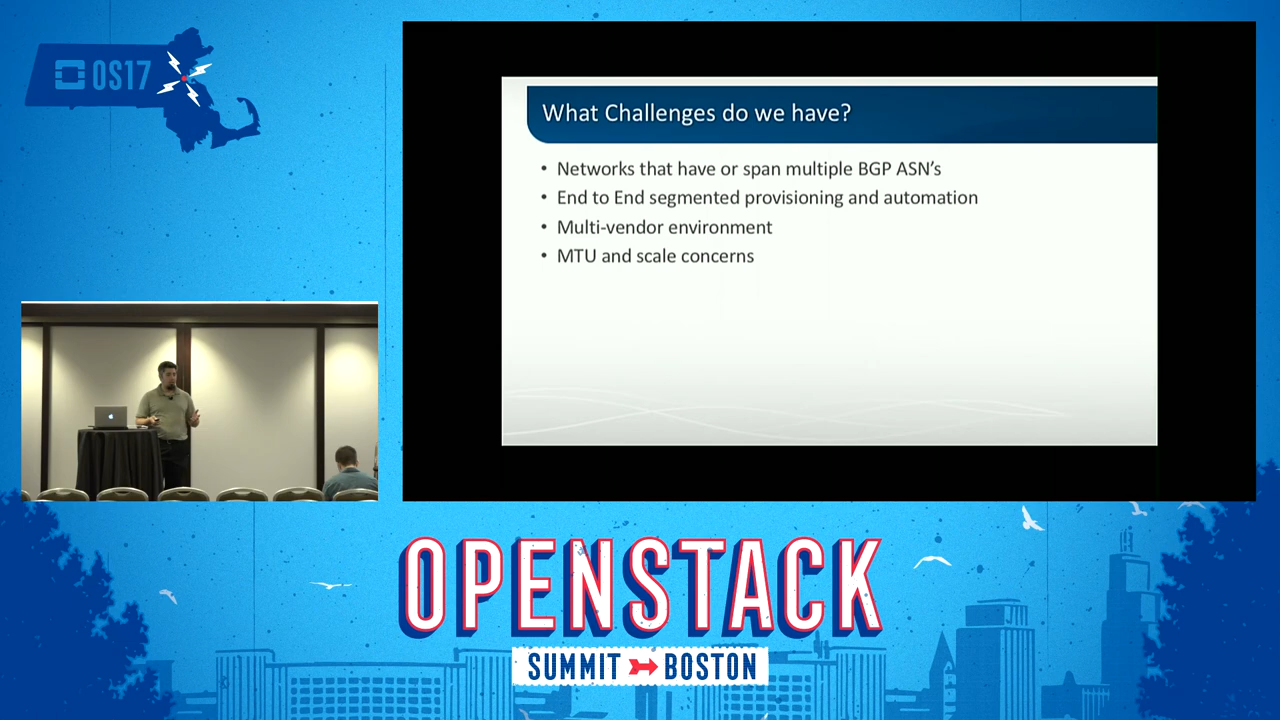 OS17
What Challenges do we have?
• Networks that have or span multiple BGP ASN's
• End to End segmented provisioning and automation
• Multi-vendor environment
• MTU and scale concerns
OPENSTACK
SUMMIT BOSTON